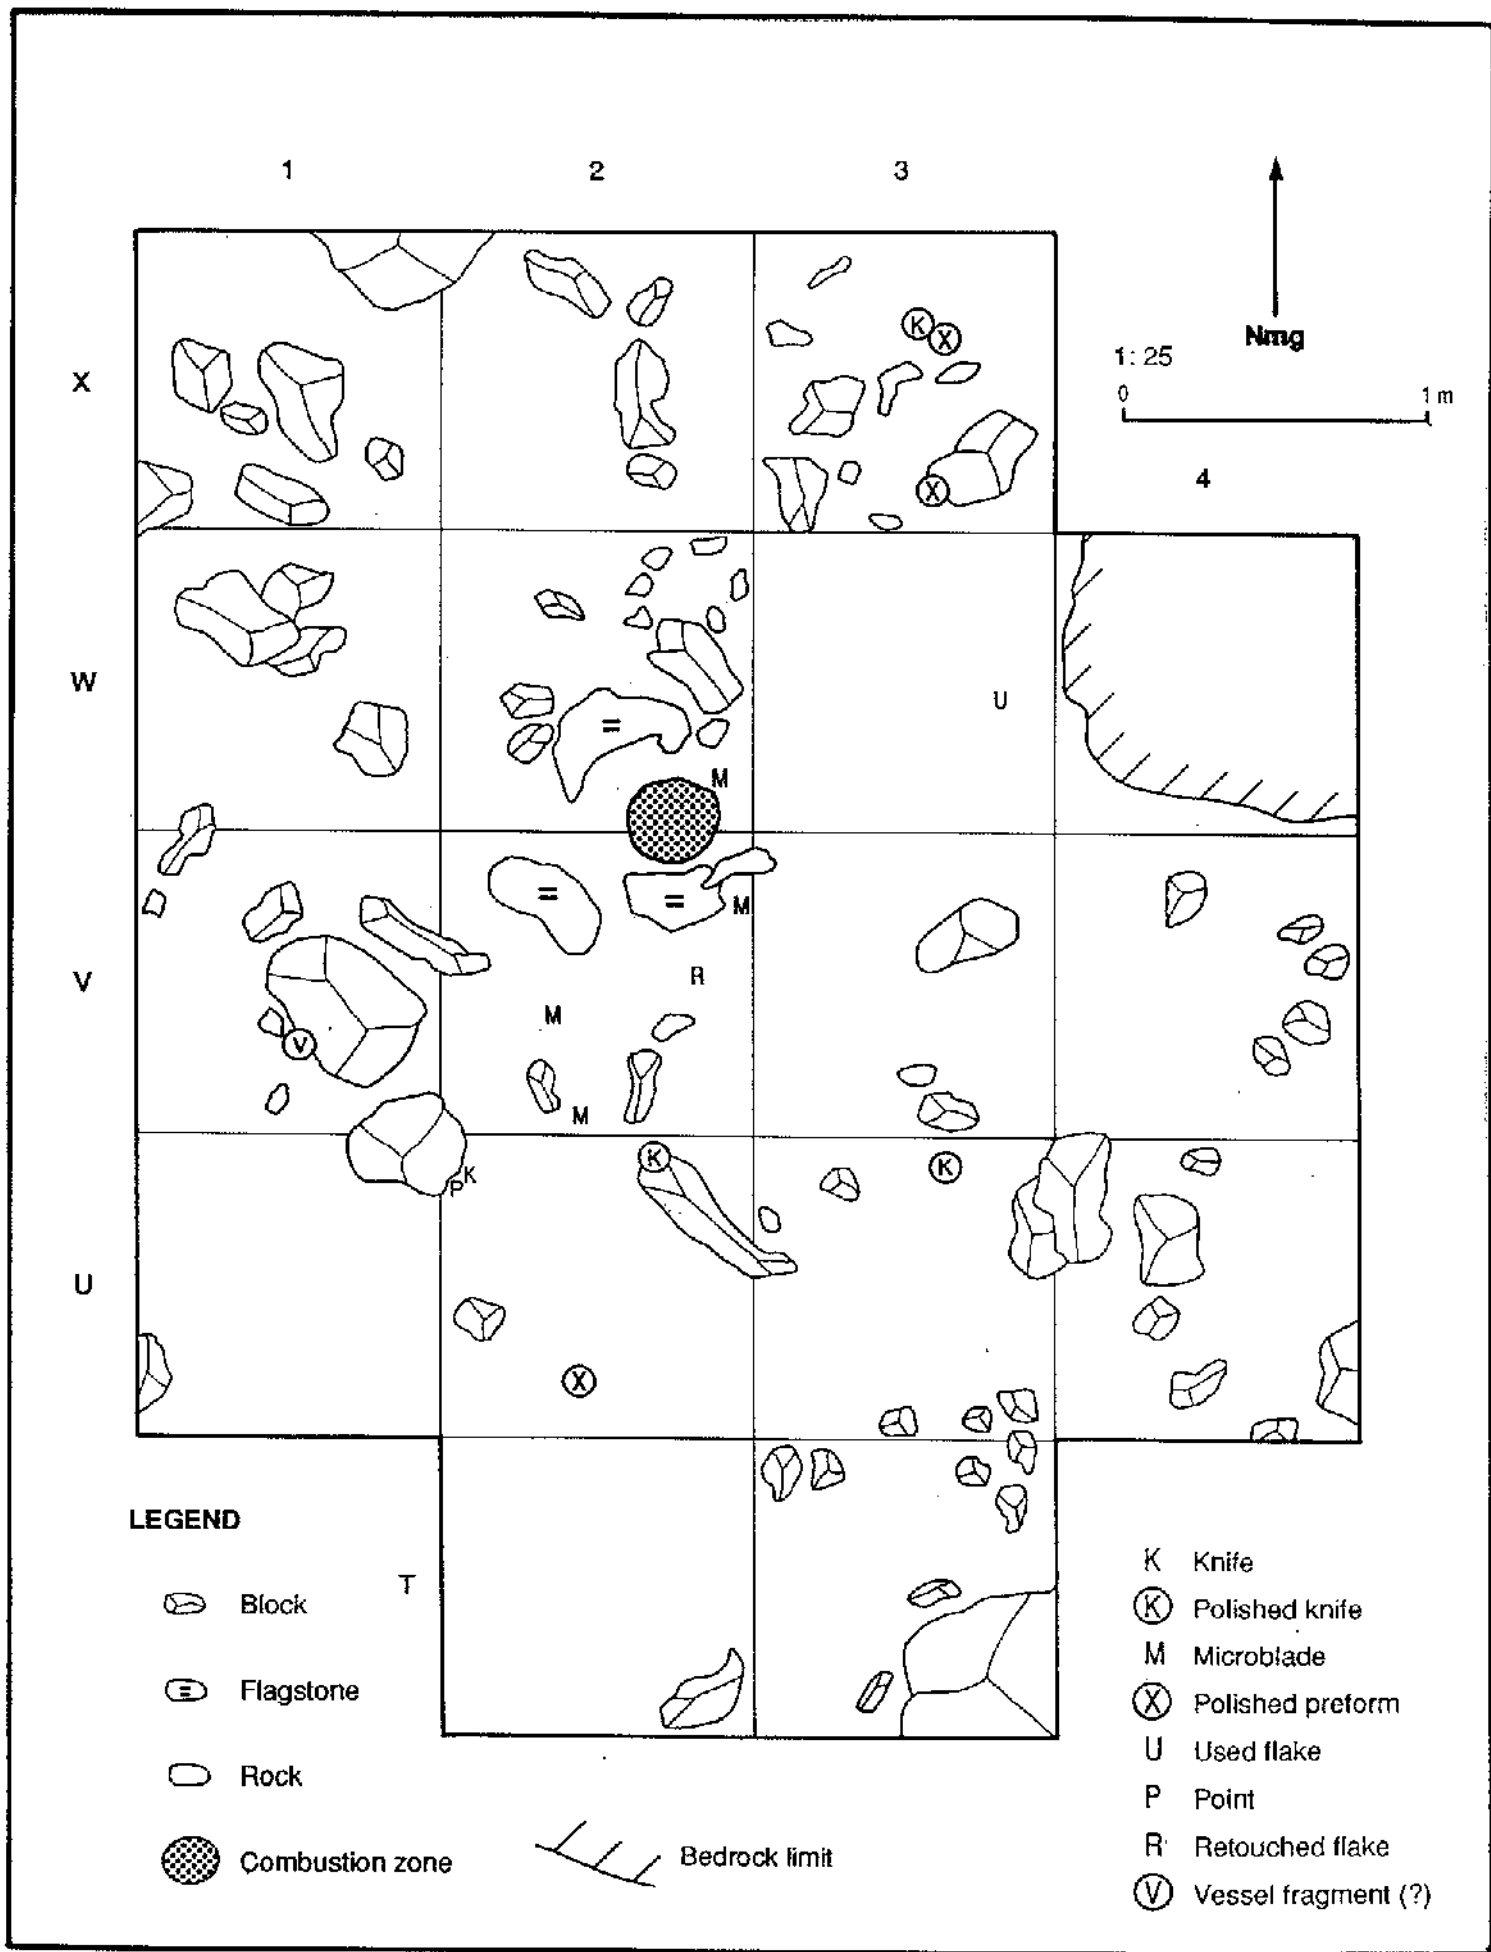 1 2 3
Nmg
1: 25
0 1 m
X
4
K
X
X
W
U
=
M
= =
M
V
R
M
V
M
K K
K
P
U
X
LEGEND
T
Block
Flagstone
=
Rock
Combustion zone
Bedrock limit
K Knife
K Polished knife
M Microblade
X Polished preform
U Used flake
P Point
R Retouched flake
V Vessel fragment (?)